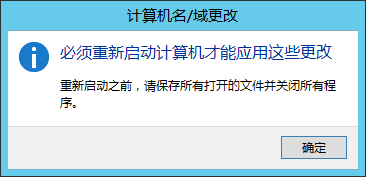 计算机名/域更改
必须重新启动计算机才能应用这些更改
重新启动之前，请保存所有打开的文件并关闭所有程
序。
确定